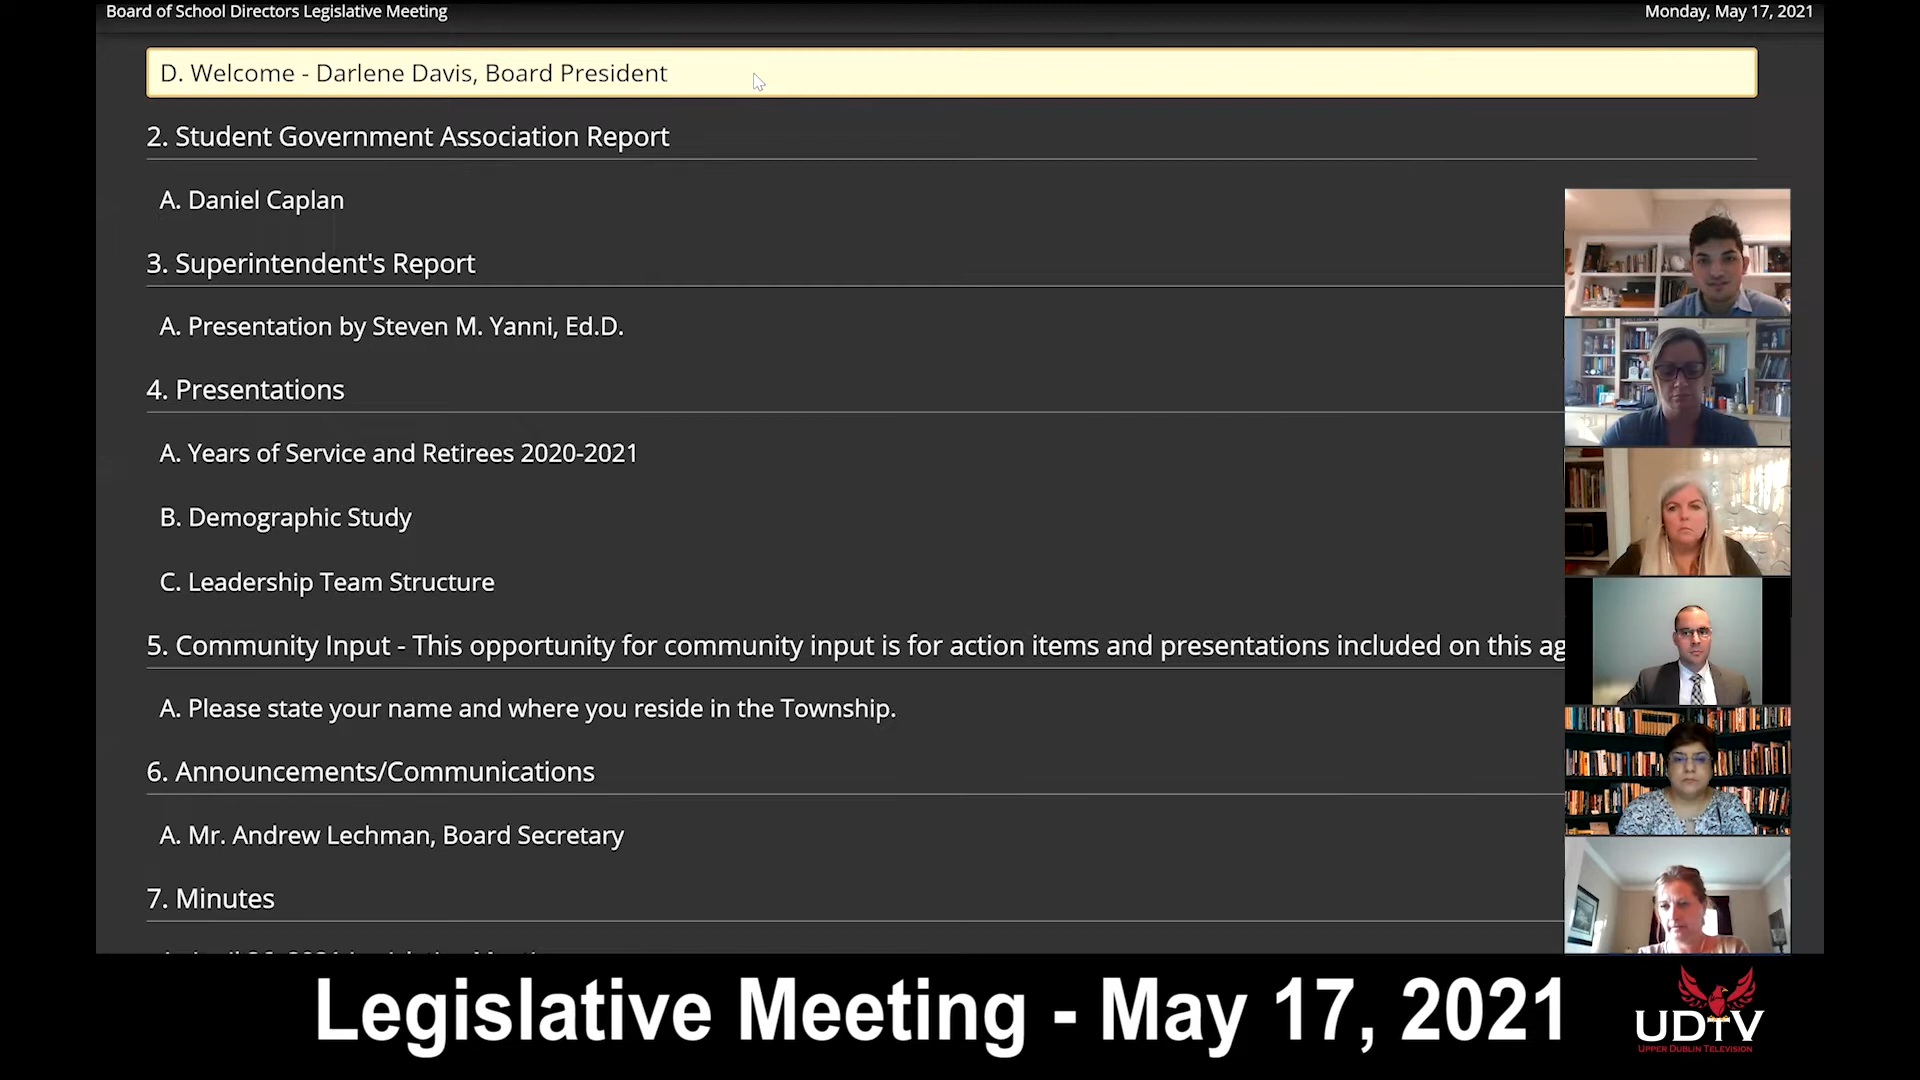 Board of School Directors Legislative Meeting
Monday, May 17, 2021
D. Welcome - Darlene Davis, Board President
2. Student Government Association Report
A. Daniel Caplan
3. Superintendent's Report
A. Presentation by Steven M. Yanni, Ed.D.
4. Presentations
A. Years of Service and Retirees 2020-2021
B. Demographic Study
C. Leadership Team Structure
5. Community Input - This opportunity for community input is for action items and presentations included on this ag
A. Please state your name and where you reside in the Township.
6. Announcements/Communications
A. Mr. Andrew Lechman, Board Secretary
7. Minutes
Legislative Meeting - May 17, 2021
UDTV
UPPER DUBLIN TELEVISION